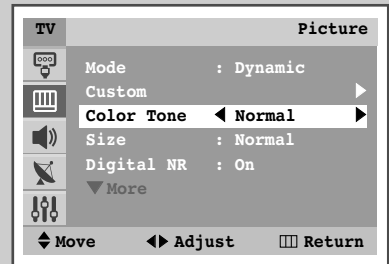 TV Picture
Mode : Dynamic
Custom
Color Tone Normal
Size : Normal
Digital NR : On
More
Move Adjust Return